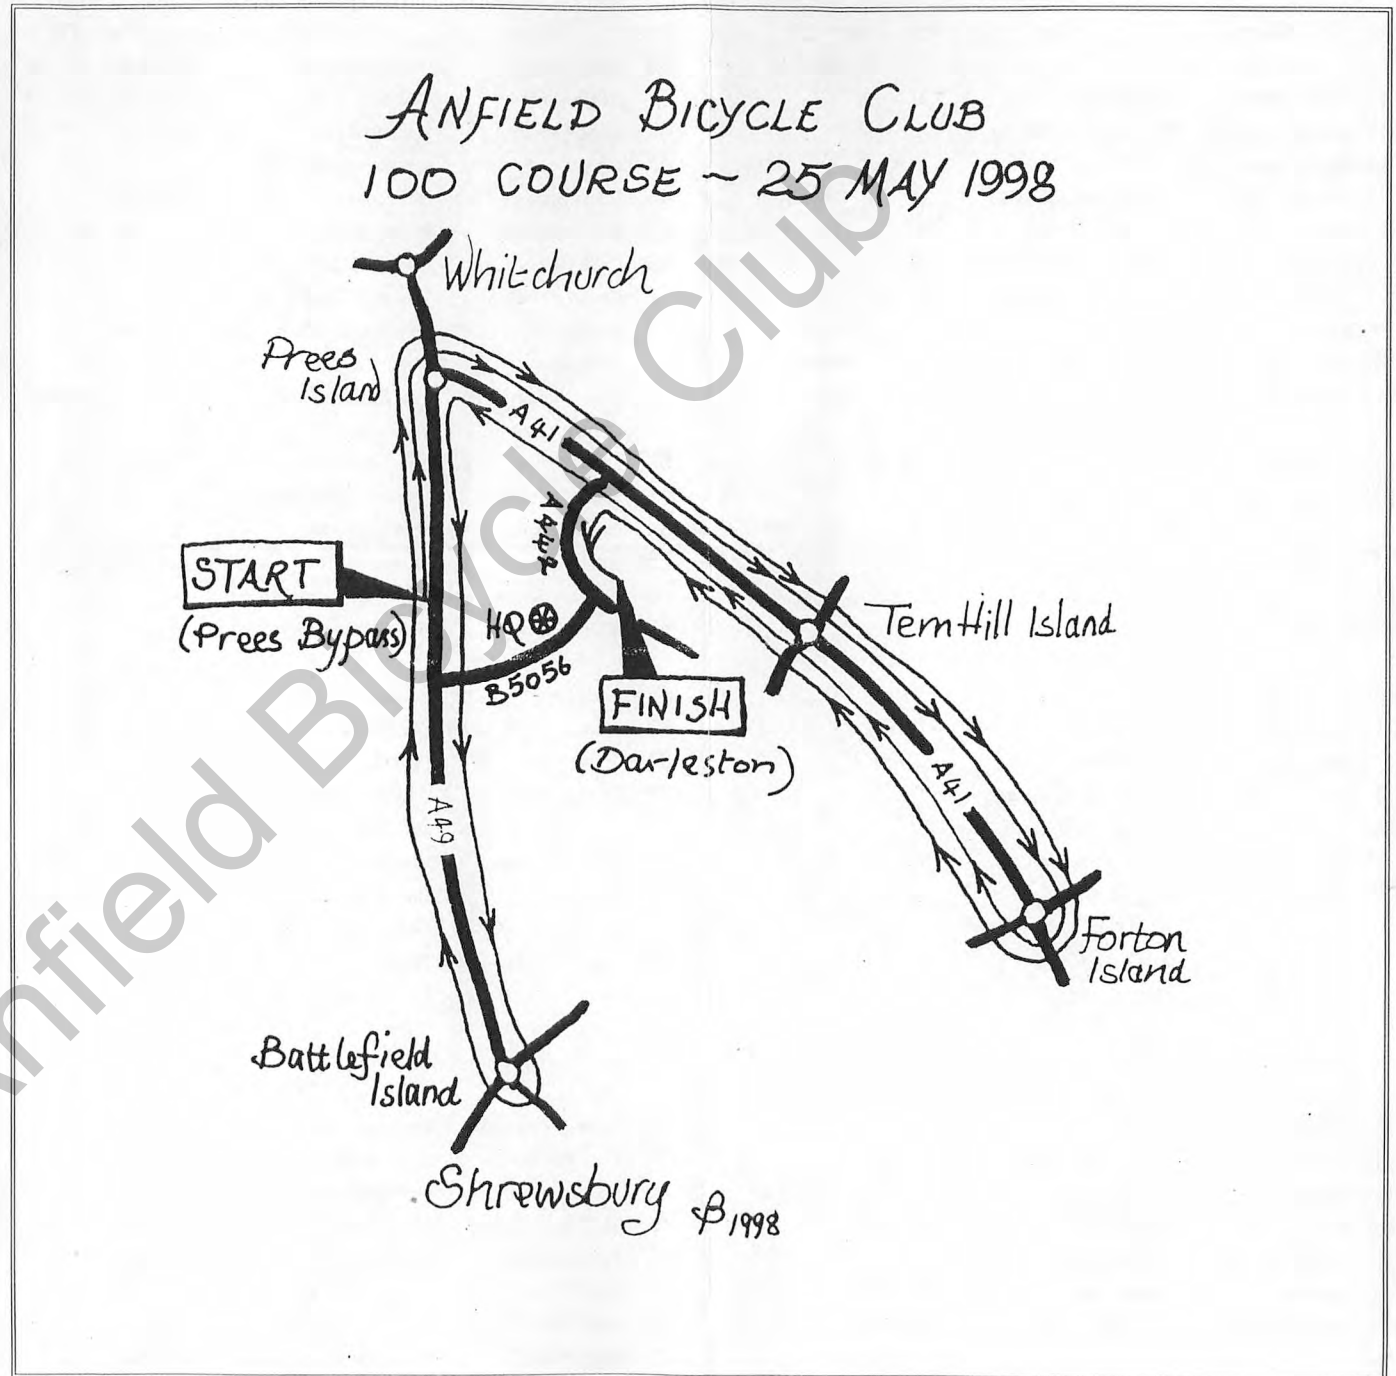 ANFIELD BICYCLE CLUB
100 COURSE ~ 25 MAY 1998
Whitchurch
Prees
Island
A41
A442
START
(Prees Bypass)
HQ
B5056
Tern Hill Island
FINISH
(Darleston)
A41
A49
Forton
Island
Battlefield
Island
Shrewsbury
1998
Anfield Bicycle Club